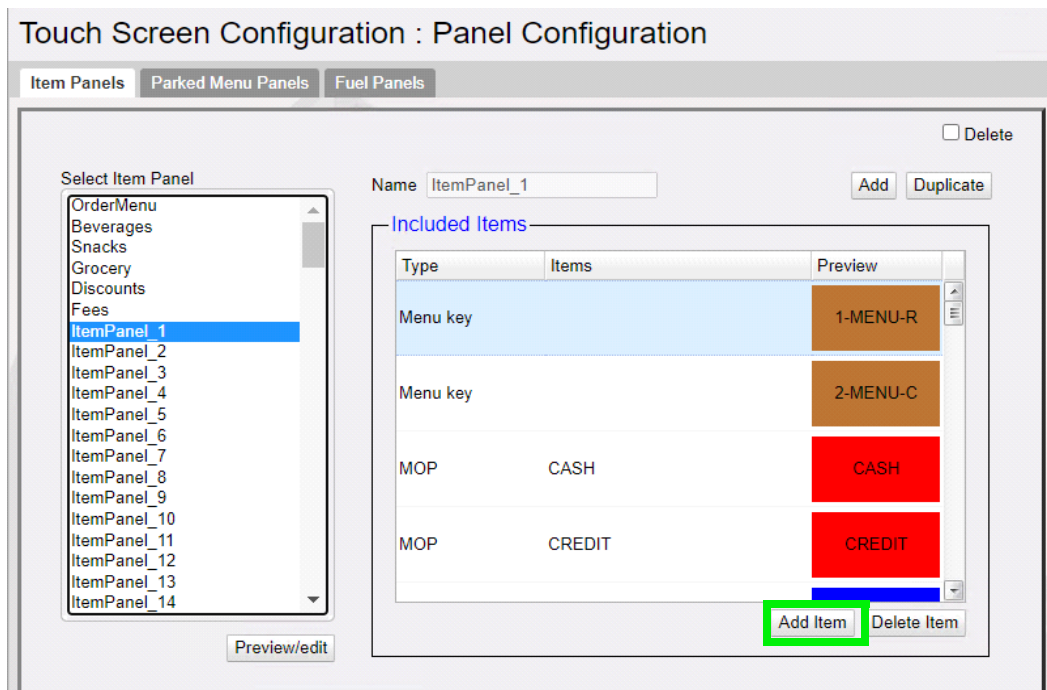 Touch Screen Configuration : Panel Configuration
Item Panels Parked Menu Panels Fuel Panels
Delete
Select Item Panel
OrderMenu
Beverages
Snacks
Grocery
Discounts
Fees
ItemPanel_1
ItemPanel_2
ItemPanel_3
ItemPanel_4
ItemPanel_5
ItemPanel_6
ItemPanel_7
ItemPanel_8
ItemPanel_9
ItemPanel_10
ItemPanel_11
ItemPanel_12
ItemPanel_13
ItemPanel_14
Preview/edit
Name ItemPanel_1 Add Duplicate
Included Items
Type Items Preview
Menu key 1-MENU-R
Menu key 2-MENU-C
MOP CASH CASH
MOP CREDIT CREDIT
Add Item Delete Item